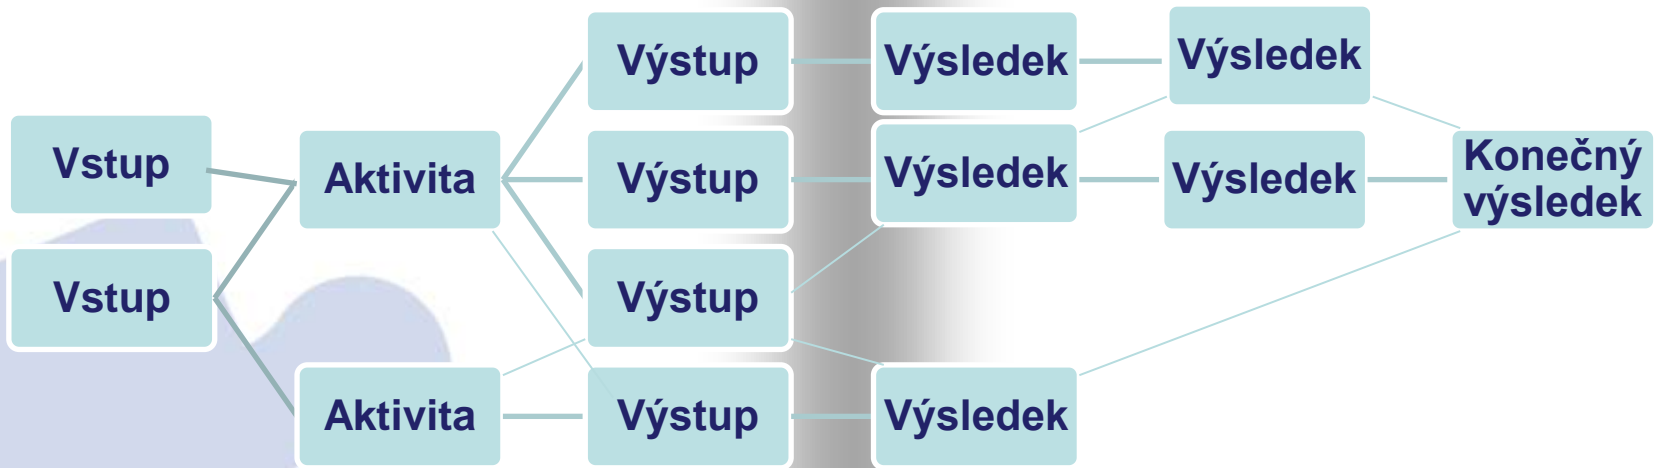 Vstup
Vstup
Aktivita
Aktivita
Výstup
Výstup
Výstup
Výstup
Výsledek
Výsledek
Výsledek
Výsledek
Výsledek
Konečný
výsledek